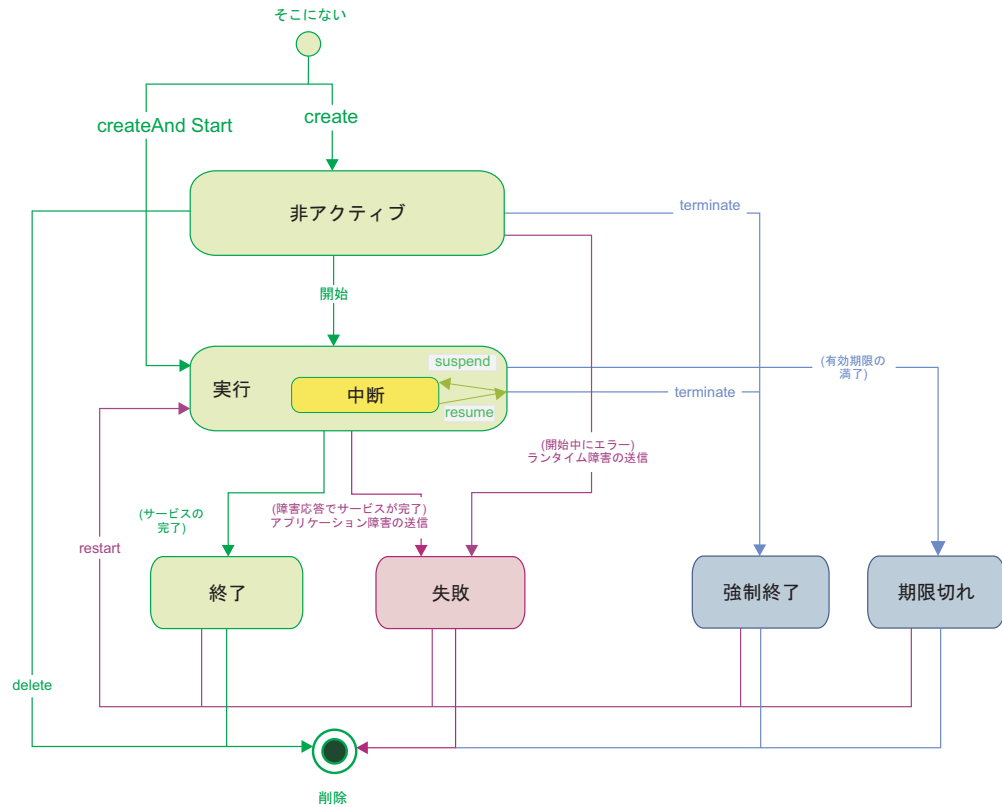 そこにない
createAnd Start
create
非アクティブ
terminate
開始
suspend
(有効期限の
満了)
実行
中断
terminate
resume
(開始中にエラー)
ランタイム障害の送信
(サービスの
完了)
(障害応答でサービスが完了)
アプリケーション障害の送信
restart
終了
失敗
強制終了
期限切れ
delete
削除